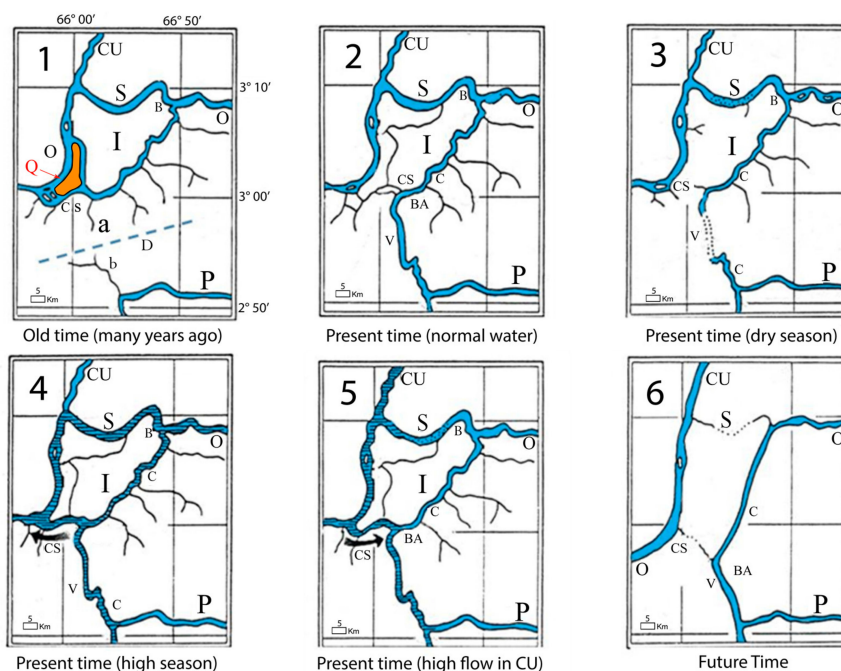 66° 00'
66° 50'
1
CU
S
3° 10'
B
O
O
I
Q
3° 00'
C S
a
D
b
P
5
Km
2° 50'
Old time (many years ago)
2
CU
S
B
O
I
CS
C
BA
V
P
5
Km
Present time (normal water)
3
CU
S
B
O
I
CS
C
V
C
P
5
Km
Present time (dry season)
4
CU
S
B
O
C
I
CS
V
C
P
5
Km
Present time (high season)
5
CU
S
B
O
I
C
CS
BA
P
5
Km
Present time (high flow in CU)
6
CU
S
O
C
CS
O
BA
V
P
5
Km
Future Time